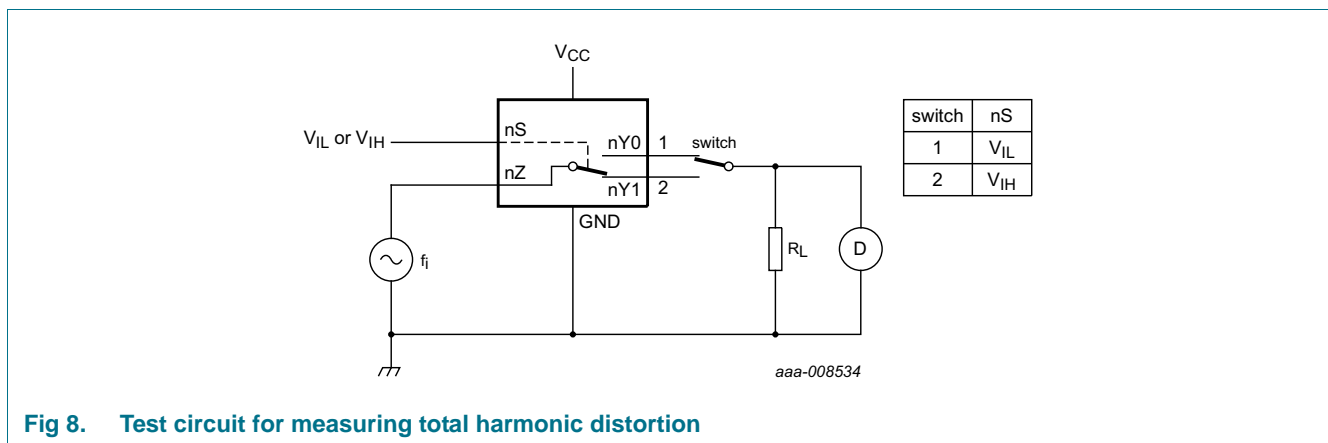 VCC
VIL or VIH
nS
nY0
1
switch
nZ
nY1
2
GND
fi
RL
D
switch nS
1 VIL
2 VIH
aaa-008534
Fig 8. Test circuit for measuring total harmonic distortion